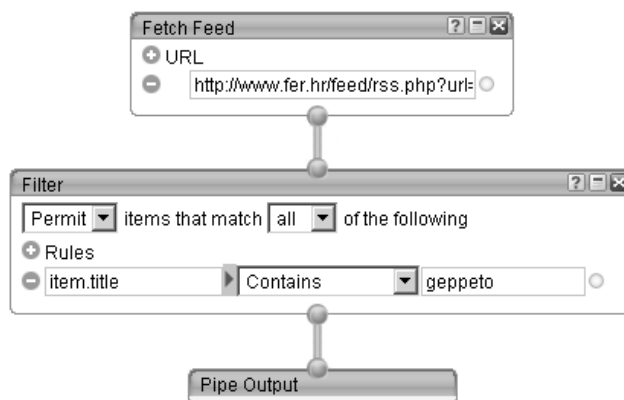 Fetch Feed
URL
http://www.fer.hr/feed/rss.php?url=
Filter
Permit items that match all of the following
Rules
item.title Contains geppeto
Pipe Output